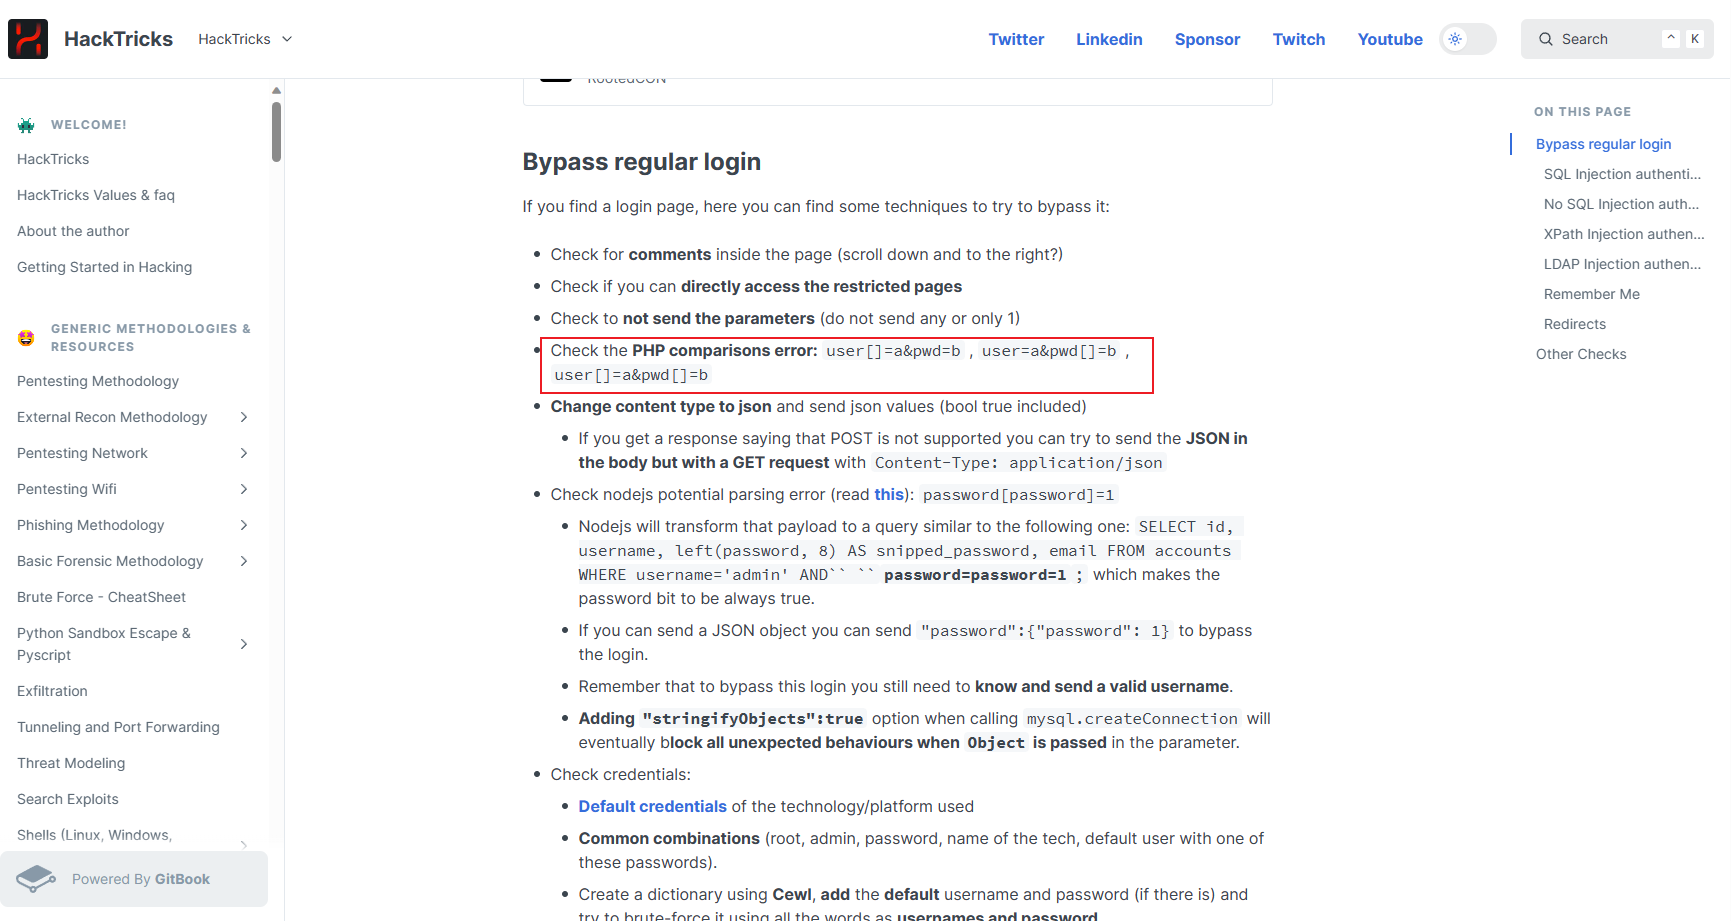 HackTricks
HackTricks
Twitter
Linkedin
Sponsor
Twitch
Youtube
Search
^
K
WELCOME!
HackTricks
HackTricks Values & faq
About the author
Getting Started in Hacking
GENERIC METHODOLOGIES &
RESOURCES
Pentesting Methodology
External Recon Methodology
Pentesting Network
Pentesting Wifi
Phishing Methodology
Basic Forensic Methodology
Brute Force - CheatSheet
Python Sandbox Escape &
Pyscript
Exfiltration
Tunneling and Port Forwarding
Threat Modeling
Search Exploits
Shells (Linux, Windows,
Powered By GitBook
RootedCON
Bypass regular login
If you find a login page, here you can find some techniques to try to bypass it:
Check for comments inside the page (scroll down and to the right?)
Check if you can directly access the restricted pages
Check to not send the parameters (do not send any or only 1)
Check the PHP comparisons error: user[]=a&pwd=b , user=a&pwd[]=b ,
user[]=a&pwd[]=b
Change content type to json and send json values (bool true included)
If you get a response saying that POST is not supported you can try to send the JSON in
the body but with a GET request with Content-Type: application/json
Check nodejs potential parsing error (read this): password[password]=1
Nodejs will transform that payload to a query similar to the following one: SELECT id,
username, left(password, 8) AS snipped_password, email FROM accounts
WHERE username='admin' AND`` `` password=password=1 ; which makes the
password bit to be always true.
If you can send a JSON object you can send "password":{"password": 1} to bypass
the login.
Remember that to bypass this login you still need to know and send a valid username.
Adding "stringifyObjects":true option when calling mysql.createConnection will
eventually block all unexpected behaviours when Object is passed in the parameter.
Check credentials:
Default credentials of the technology/platform used
Common combinations (root, admin, password, name of the tech, default user with one of
these passwords).
Create a dictionary using Cewl, add the default username and password (if there is) and
try to brute-force it using all the words as usernames and password
ON THIS PAGE
Bypass regular login
SQL Injection authenti...
No SQL Injection auth...
XPath Injection authen...
LDAP Injection authen...
Remember Me
Redirects
Other Checks